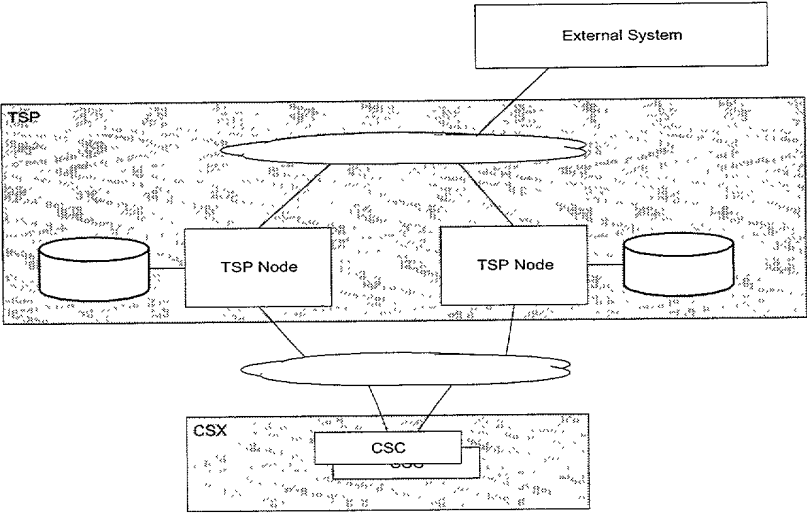 External System
TSP
TSP Node
TSP Node
CSX
CSC